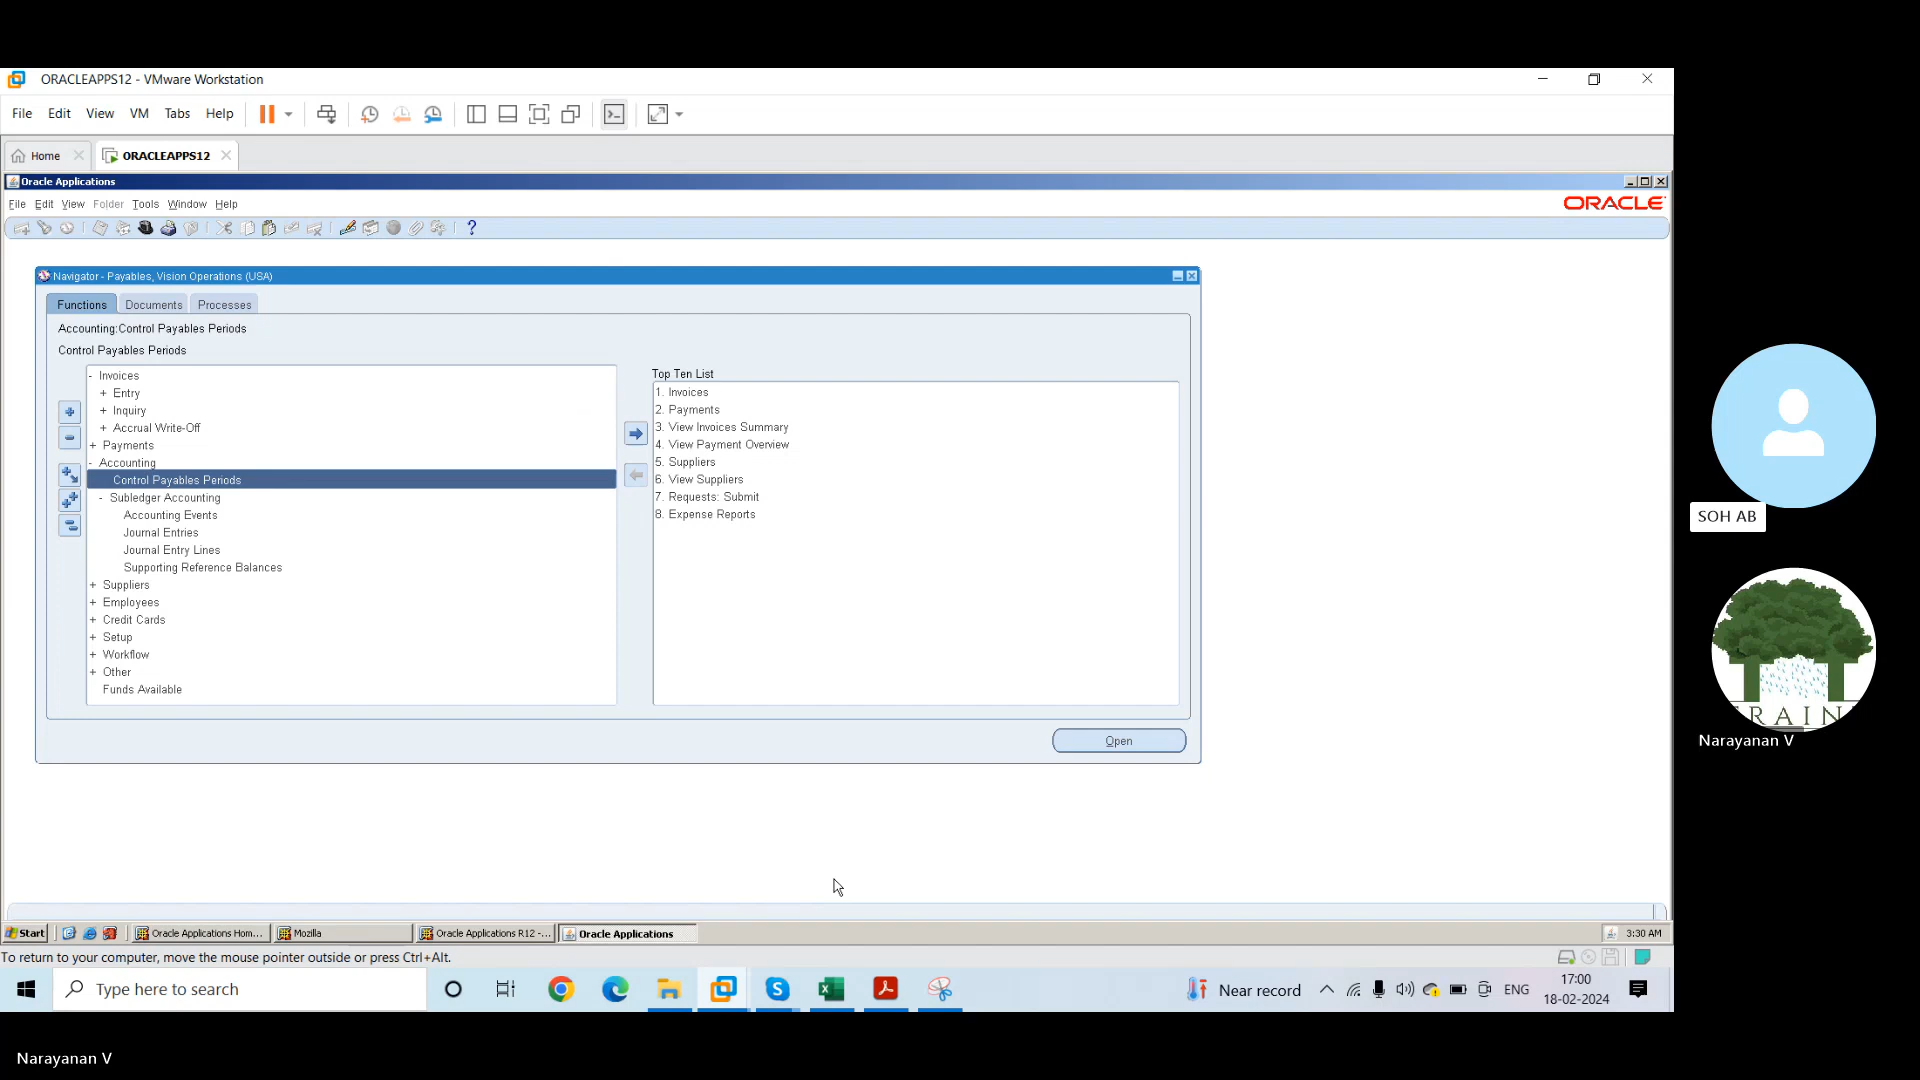 ORACLEAPPS12 - VMware Workstation
File Edit View VM Tabs Help
Home ORACLEAPPS12
Oracle Applications
File Edit View Folder Tools Window Help
ORACLE
Navigator - Payables, Vision Operations (USA)
Functions Documents Processes
Accounting:Control Payables Periods
Control Payables Periods
- Invoices
+ Entry
+ Inquiry
+ Accrual Write-Off
+ Payments
- Accounting
Control Payables Periods
- Subledger Accounting
Accounting Events
Journal Entries
Journal Entry Lines
Supporting Reference Balances
+ Suppliers
+ Employees
+ Credit Cards
+ Setup
+ Workflow
+ Other
Funds Available
Top Ten List
1. Invoices
2. Payments
3. View Invoices Summary
4. View Payment Overview
5. Suppliers
6. View Suppliers
7. Requests: Submit
8. Expense Reports
Open
SOH AB
RAIN
Narayanan V
Start Oracle Applications Hom... Mozilla Oracle Applications R12 -... Oracle Applications 3:30 AM
To return to your computer, move the mouse pointer outside or press Ctrl+Alt.
Type here to search Near record ENG 17:00
18-02-2024
Narayanan V